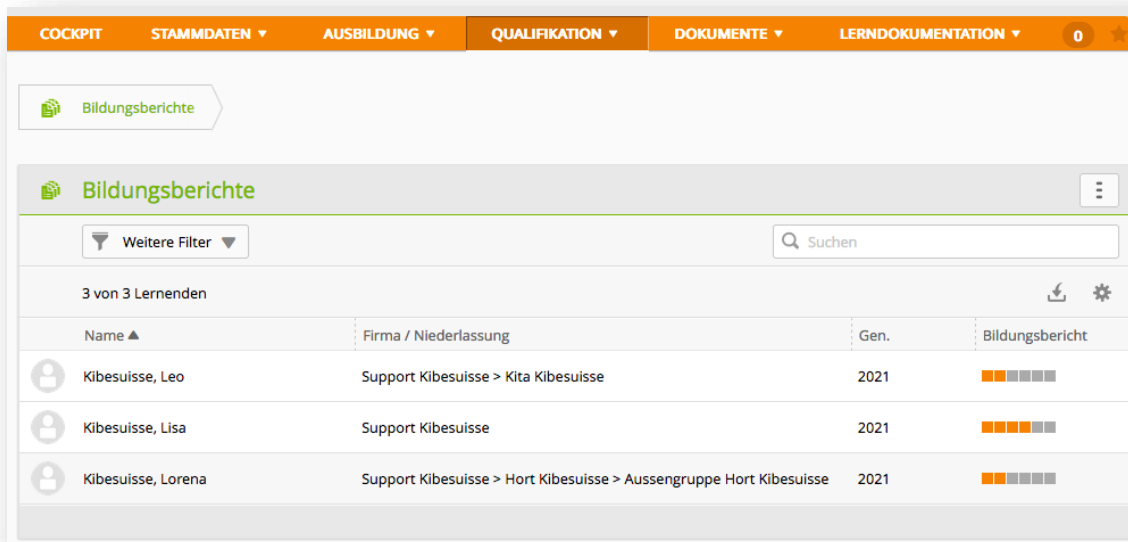 COCKPIT STAMMDATEN ▼ AUSBILDUNG ▼ QUALIFIKATION ▼ DOKUMENTE ▼ LERNDOKUMENTATION ▼ 0
Bildungsberichte
Bildungsberichte
Weitere Filter ▼ Suchen
3 von 3 Lernenden
Name ▲ Firma / Niederlassung Gen. Bildungsbericht
Kibesuisse, Leo Support Kibesuisse > Kita Kibesuisse 2021
Kibesuisse, Lisa Support Kibesuisse 2021
Kibesuisse, Lorena Support Kibesuisse > Hort Kibesuisse > Aussengruppe Hort Kibesuisse 2021